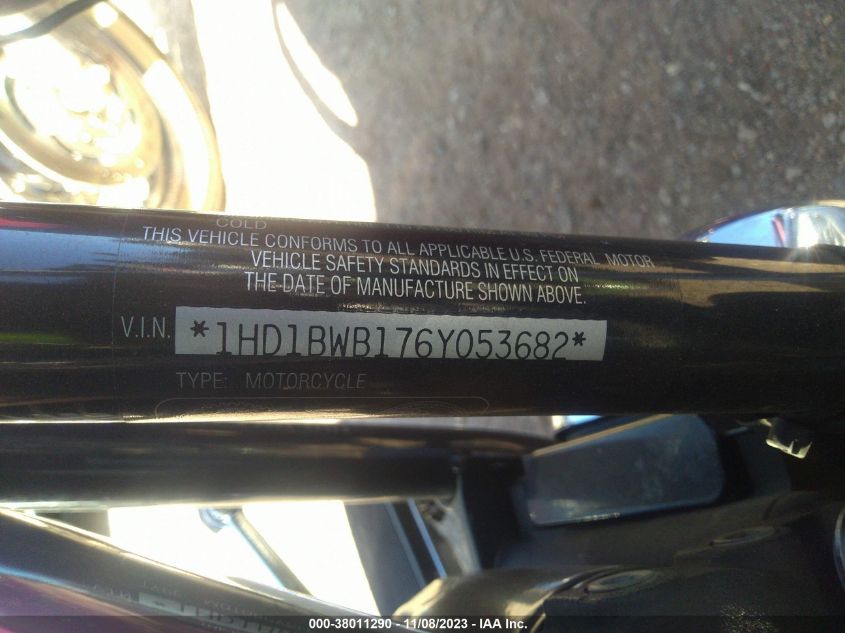 COLD
THIS VEHICLE CONFORMS TO ALL APPLICABLE U.S. FEDERAL MOTOR
VEHICLE SAFETY STANDARDS IN EFFECT ON
THE DATE OF MANUFACTURE SHOWN ABOVE.
V.I.N. *1HD1BWB176Y053682*
TYPE: MOTORCYCLE
000-38011290 - 11/08/2023 - IAA Inc.